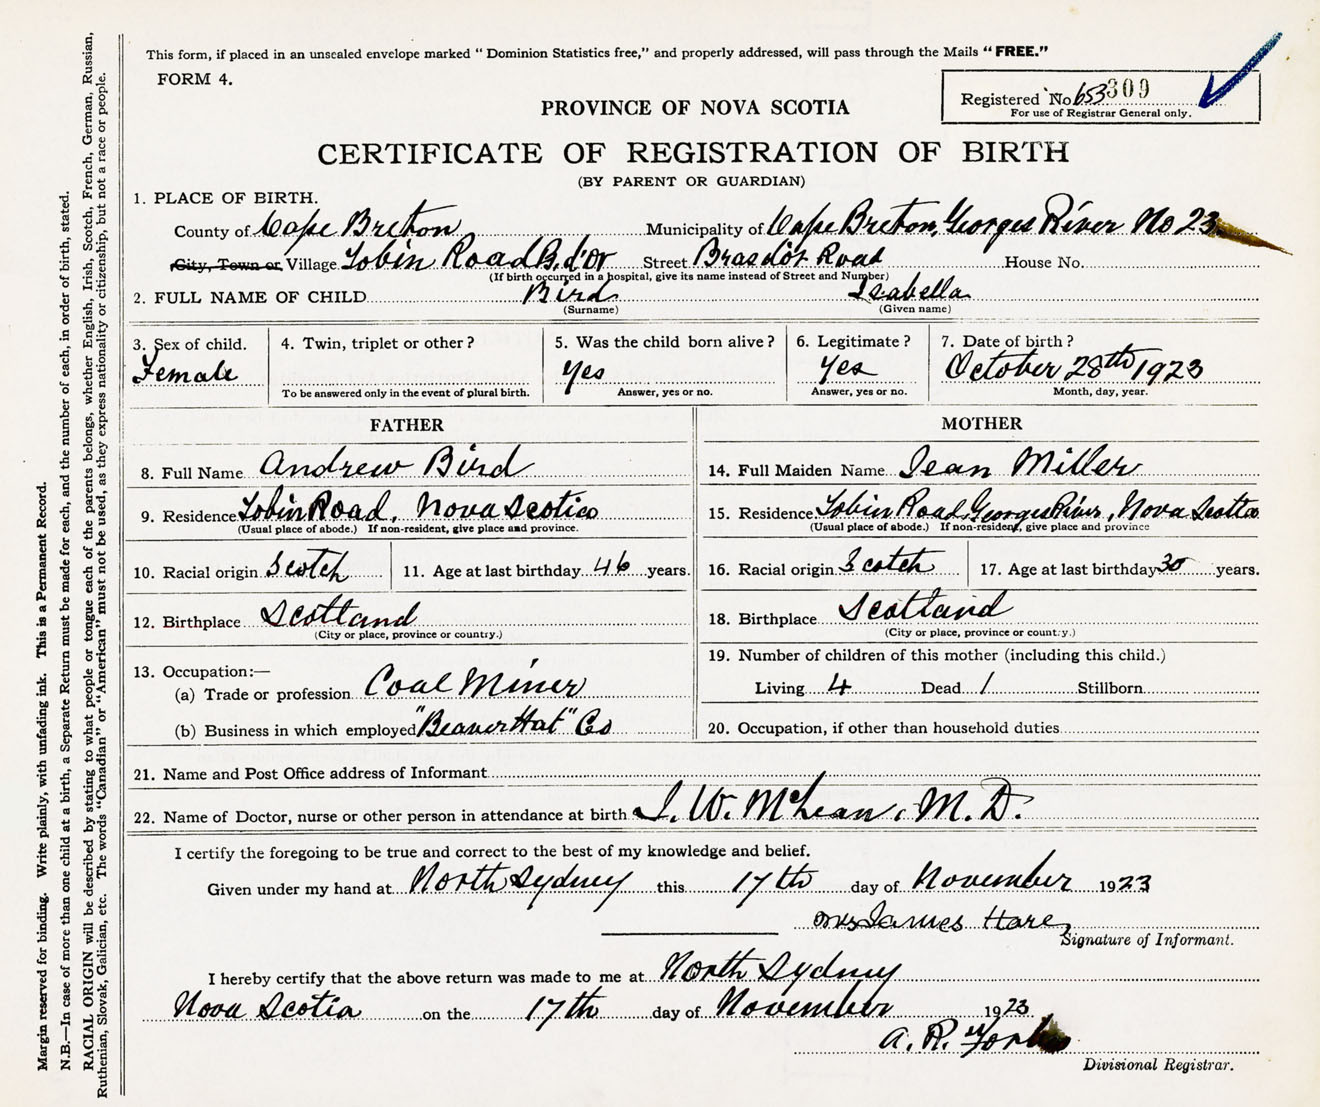 This form, if placed in an unsealed envelope marked "Dominion Statistics free," and properly addressed, will pass through the Mails "FREE."
FORM 4.
Registered No 653309
For use of Registrar General only.
PROVINCE OF NOVA SCOTIA
CERTIFICATE OF REGISTRATION OF BIRTH
(BY PARENT OR GUARDIAN)
1. PLACE OF BIRTH.
County of Cape Breton Municipality of Cape Breton, Georges River No 23
City, Town or Village Tobin Road B. d'Or Street Brasdor Road House No.
(If birth occurred in a hospital, give its name instead of Street and Number)
2. FULL NAME OF CHILD Bird Isabella
(Surname) (Given name)
3. Sex of child. 4. Twin, triplet or other? 5. Was the child born alive? 6. Legitimate? 7. Date of birth?
Female Yes Yes October 28th 1923
To be answered only in the event of plural birth. Answer, yes or no. Answer, yes or no. Month, day, year.
FATHER MOTHER
8. Full Name Andrew Bird 14. Full Maiden Name Jean Miller
9. Residence Tobin Road, Nova Scotia 15. Residence Tobin Road, Georges River, Nova Scotia
(Usual place of abode.) If non-resident, give place and province. (Usual place of abode.) If non-resident, give place and province
10. Racial origin Scotch 11. Age at last birthday 46 years. 16. Racial origin Scotch 17. Age at last birthday 30 years.
12. Birthplace Scotland 18. Birthplace Scotland
(City or place, province or country.) (City or place, province or country.)
13. Occupation:— 19. Number of children of this mother (including this child.)
(a) Trade or profession Coal Miner Living 4 Dead 1 Stillborn
(b) Business in which employed "Beaver Hat" Co 20. Occupation, if other than household duties
21. Name and Post Office address of Informant
22. Name of Doctor, nurse or other person in attendance at birth J. W. McLean, M. D.
I certify the foregoing to be true and correct to the best of my knowledge and belief.
Given under my hand at North Sydney this 17th day of November 1923
Mrs James Hare
Signature of Informant.
I hereby certify that the above return was made to me at North Sydney
Nova Scotia on the 17th day of November 1923
A. R. Forbes
Divisional Registrar.
Margin reserved for binding. Write plainly, with unfading ink. This is a Permanent Record.
N.B.—In case of more than one child at a birth, a Separate Return must be made for each, and the number of each, in order of birth, stated.
RACIAL ORIGIN will be described by stating to what people or tongue each of the parents belongs, whether English, Irish, Scotch, French, German, Russian,
Ruthenian, Slovak, Galician, etc. The words "Canadian" or "American" must not be used, as they express nationality or citizenship, but not a race or people.